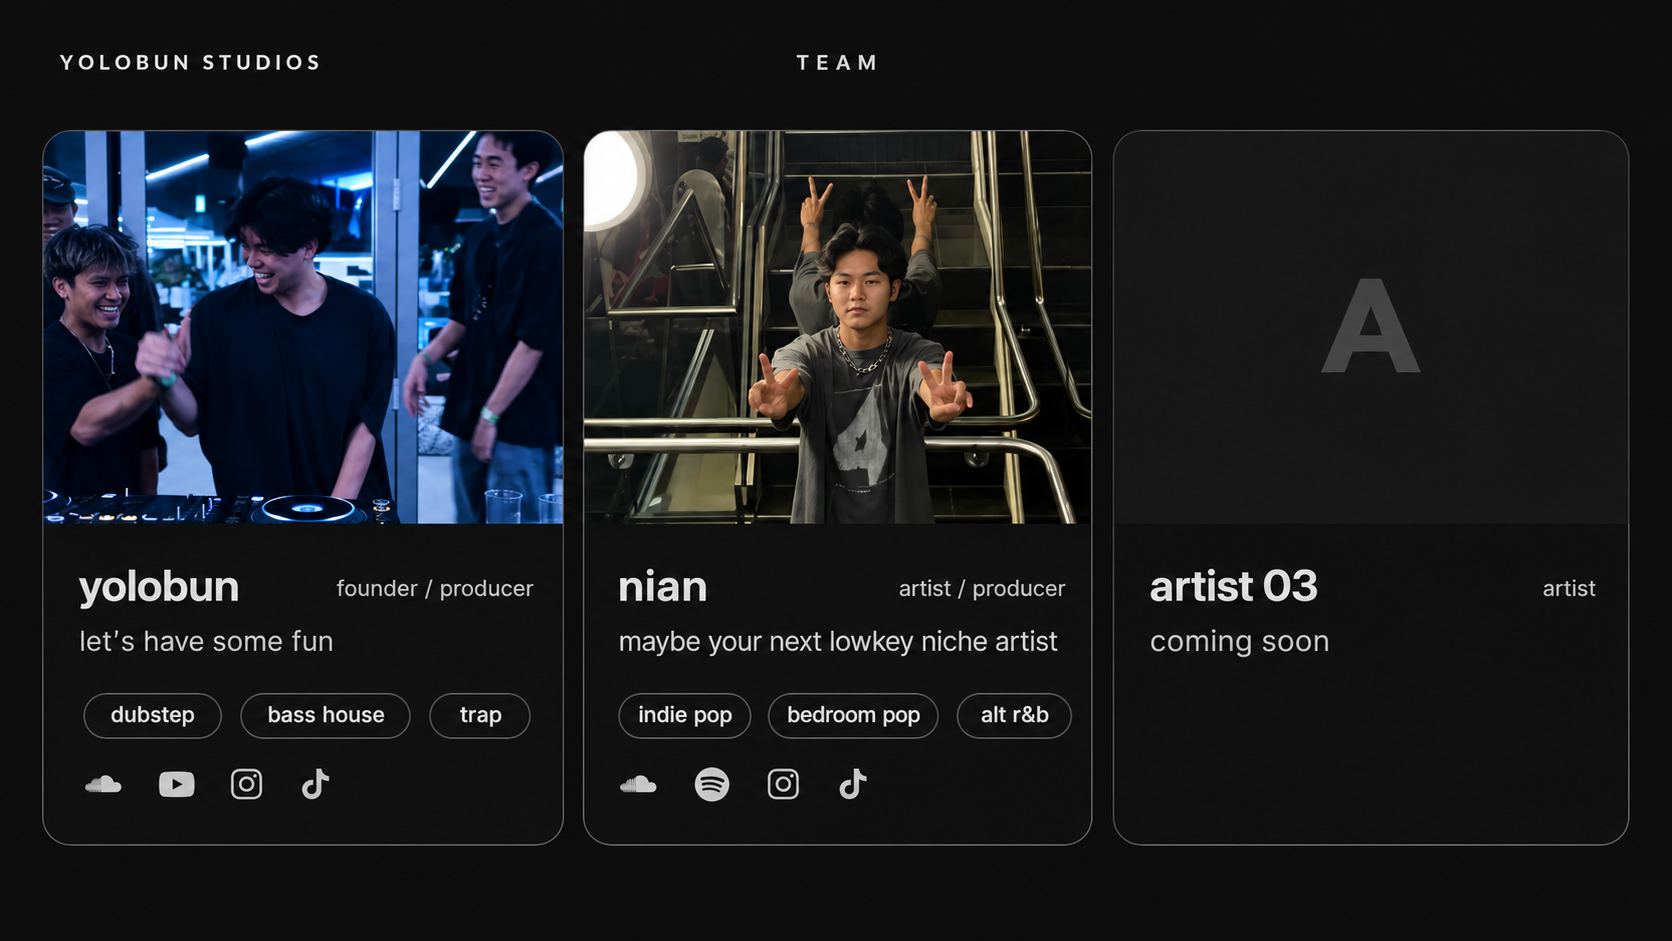 YOLOBUN STUDIOS
TEAM
yolobun
founder / producer
let’s have some fun
dubstep
bass house
trap
4
nian
artist / producer
maybe your next lowkey niche artist
indie pop
bedroom pop
alt r&b
A
artist 03
artist
coming soon